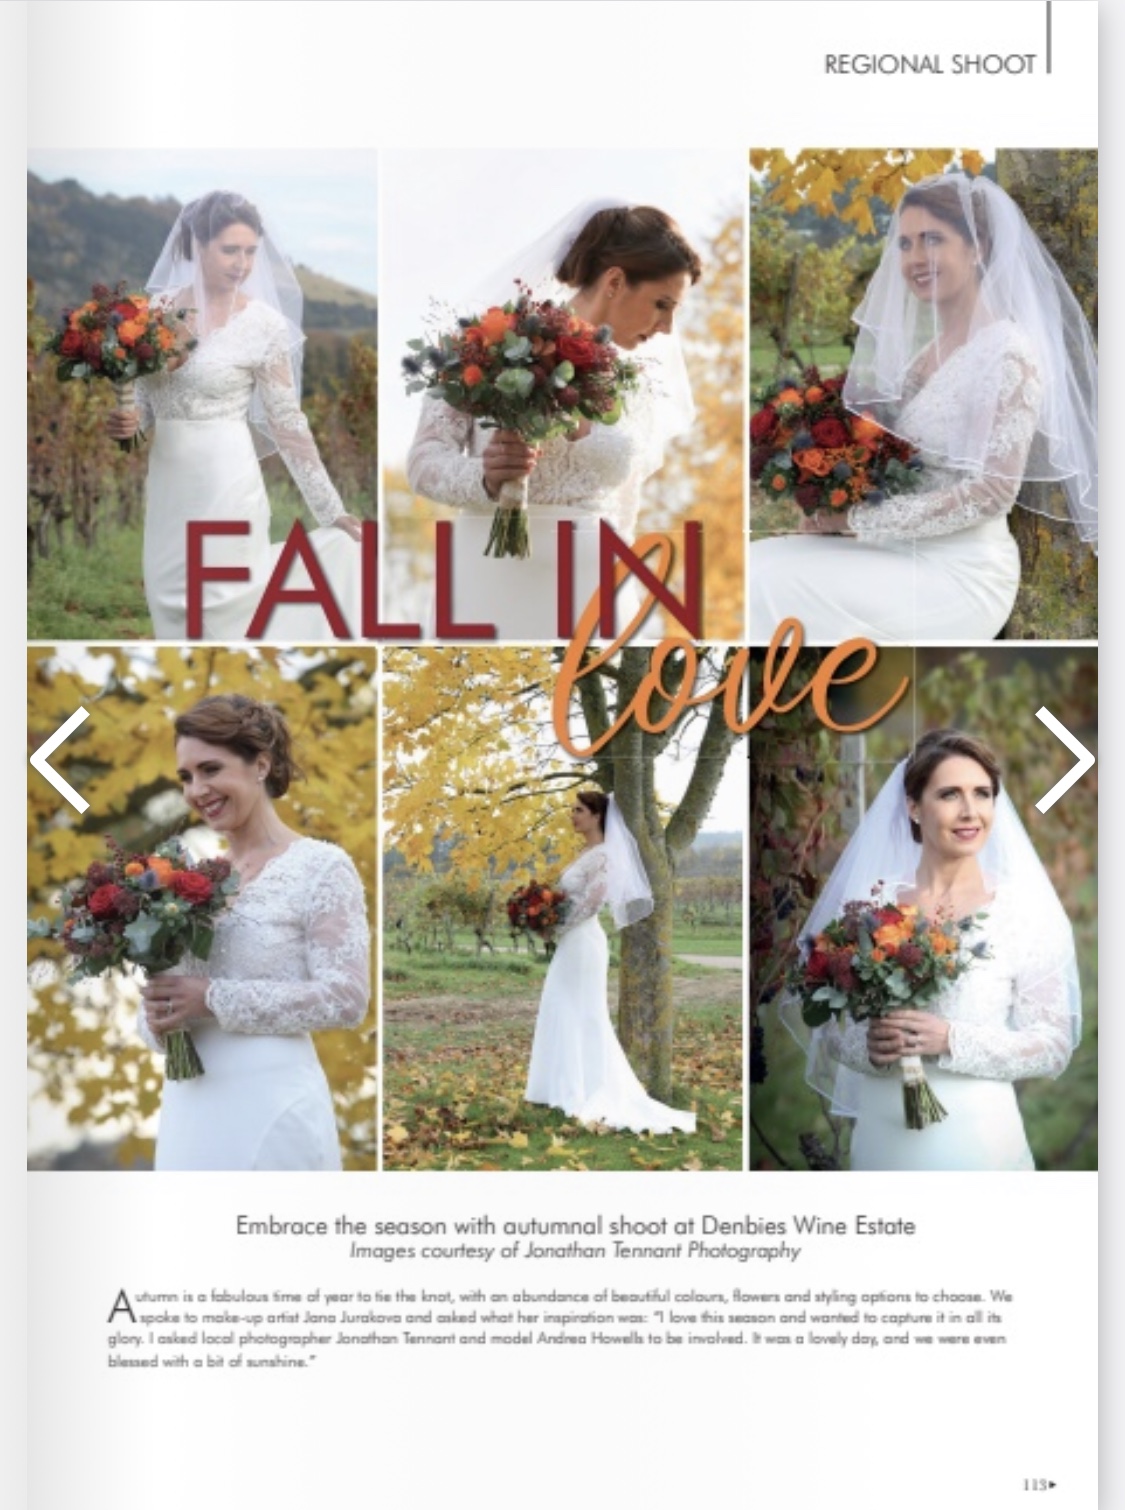 REGIONAL SHOOT
FALL IN
love
Embrace the season with autumnal shoot at Denbies Wine Estate
Images courtesy of Jonathan Tennant Photography
Autumn is a fabulous time of year to tie the knot, with an abundance of beautiful colours, flowers and styling options to choose. We
spoke to make-up artist Jana Jurakova and asked what her inspiration was: "I love this season and wanted to capture it in all its
glory. I asked local photographer Jonathan Tennant and model Andrea Howells to be involved. It was a lovely day, and we were even
blessed with a bit of sunshine."
113